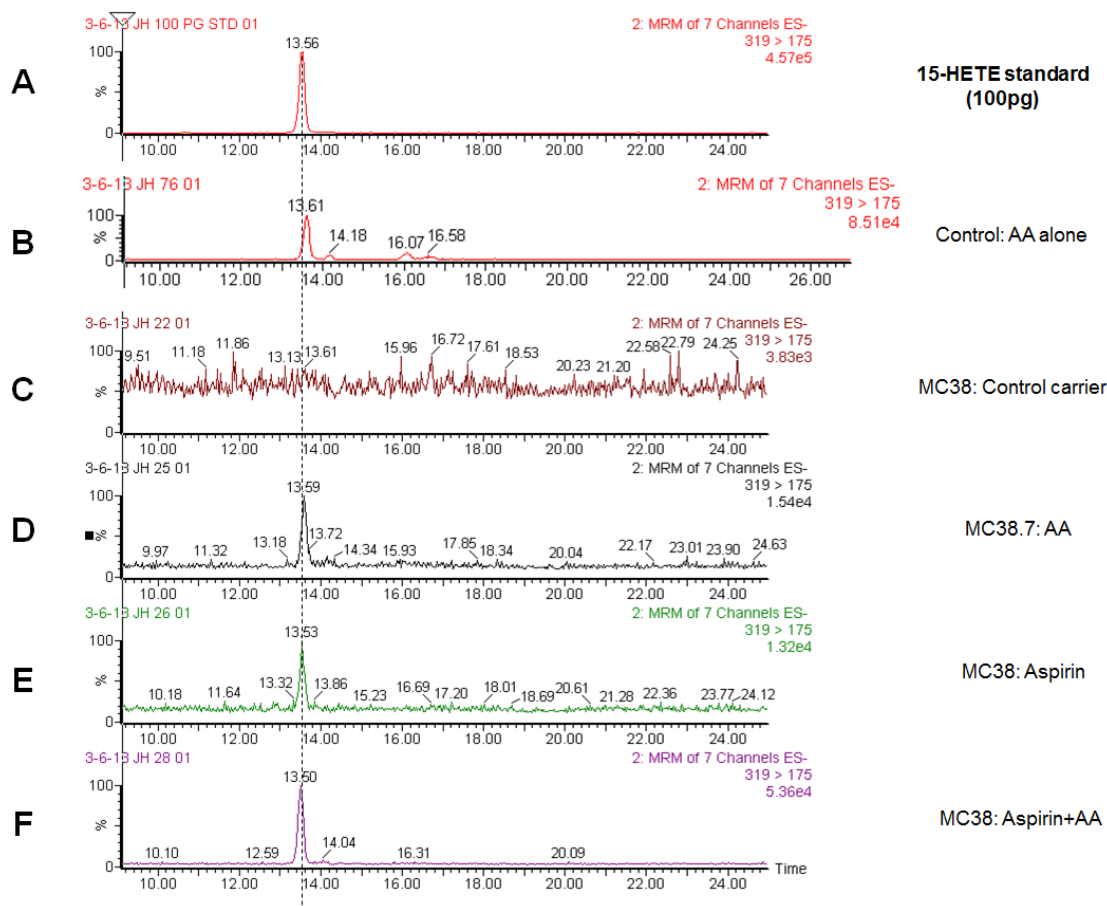 3-6-13 JH 100 PG STD 01
2: MRM of 7 Channels ES-
319 > 175
4.57e5
13.56
A
100
%
0
10.00 12.00 14.00 16.00 18.00 20.00 22.00 24.00
15-HETE standard
(100pg)
3-6-13 JH 76 01
2: MRM of 7 Channels ES-
319 > 175
8.51e4
13.61
14.18
16.07
16.58
B
100
%
0
10.00 12.00 14.00 16.00 18.00 20.00 22.00 24.00 26.00
Control: AA alone
3-6-13 JH 22 01
2: MRM of 7 Channels ES-
319 > 175
3.83e3
9.51 11.18 11.86 13.13 13.61 15.96 16.72 17.61 18.53 20.23 21.20 22.58 22.79 24.25
C
100
%
0
10.00 12.00 14.00 16.00 18.00 20.00 22.00 24.00
MC38: Control carrier
3-6-13 JH 25 01
2: MRM of 7 Channels ES-
319 > 175
1.54e4
13.59
9.97 11.32 13.18 13.72 14.34 15.93 17.85 18.34 20.04 22.17 23.01 23.90 24.63
D
100
%
0
10.00 12.00 14.00 16.00 18.00 20.00 22.00 24.00
MC38.7: AA
3-6-13 JH 26 01
2: MRM of 7 Channels ES-
319 > 175
1.32e4
13.53
10.18 11.64 13.32 13.86 15.23 16.69 17.20 18.01 18.69 20.61 21.28 22.36 23.77 24.12
E
100
%
0
10.00 12.00 14.00 16.00 18.00 20.00 22.00 24.00
MC38: Aspirin
3-6-13 JH 28 01
2: MRM of 7 Channels ES-
319 > 175
5.36e4
13.50
10.10 12.59 14.04 16.31 20.09
F
100
%
0
Time
10.00 12.00 14.00 16.00 18.00 20.00 22.00 24.00
MC38: Aspirin+AA